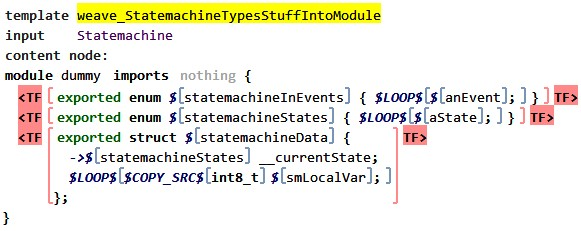 template weave_StatemachineTypesStuffIntoModule
input Statemachine
content node:
module dummy imports nothing {
<TF [ exported enum $[statemachineInEvents] { $LOOP$[$[anEvent]; ] } ] TF>
<TF [ exported enum $[statemachineStates] { $LOOP$[$[aState]; ] } ] TF>
<TF [ exported struct $[statemachineData] { ] TF>
->$[statemachineStates] __currentState;
$LOOP$[$COPY_SRC$[int8_t] $[smLocalVar]; ]
};
}